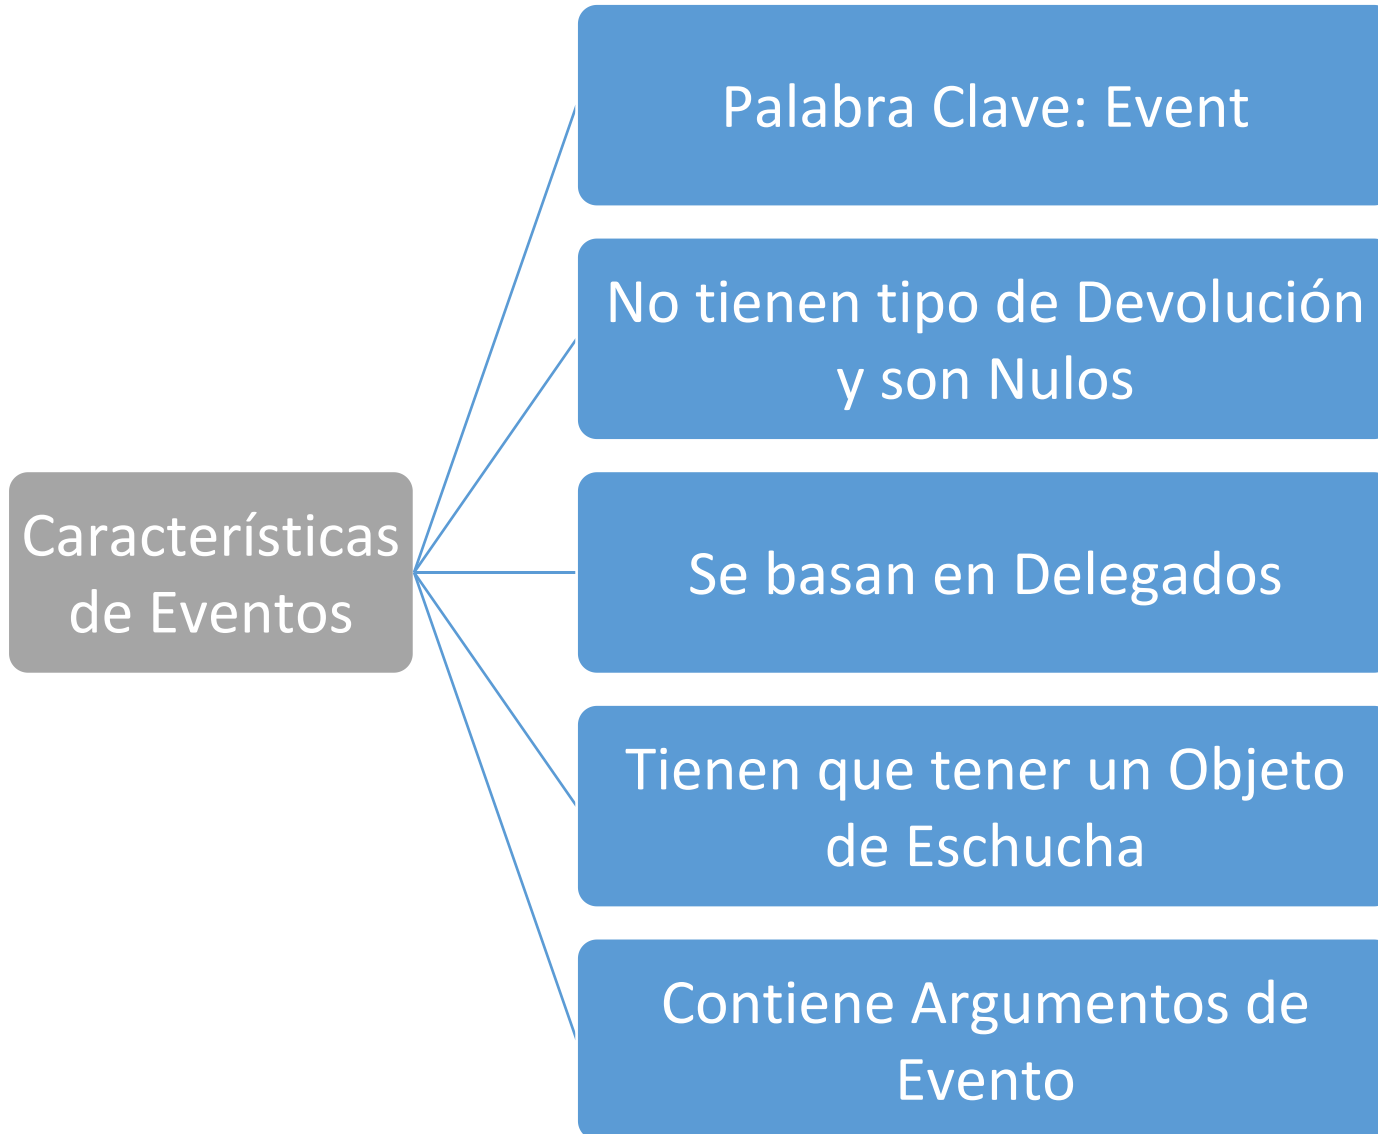 Características
de Eventos
Palabra Clave: Event
No tienen tipo de Devolución
y son Nulos
Se basan en Delegados
Tienen que tener un Objeto
de Eschucha
Contiene Argumentos de
Evento